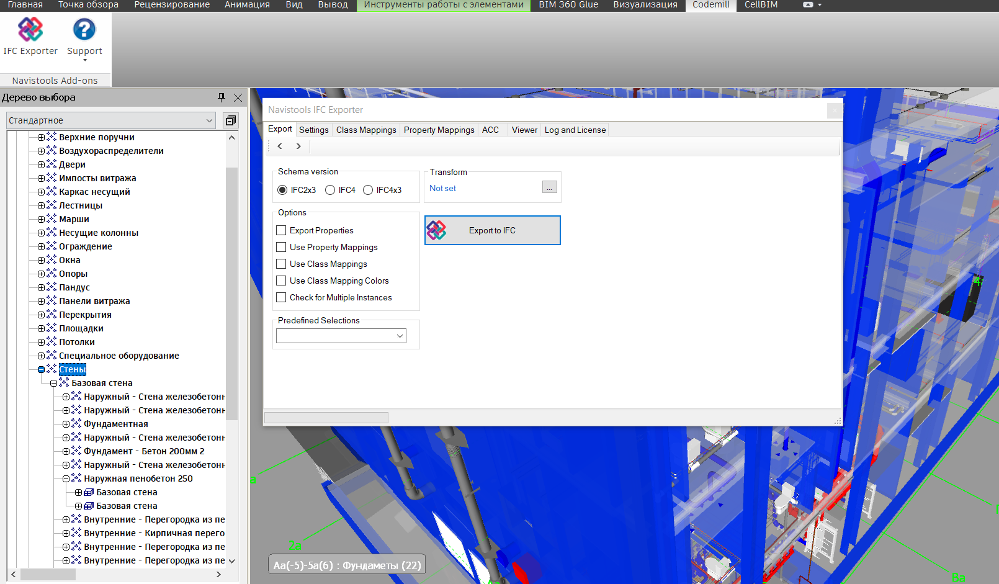 Главная Точка обзора Рецензирование Анимация Вид Вывод Инструменты работы с элементами BIM 360 Glue Визуализация Codemill CellBIM
IFC Exporter Support
Navistools Add-ons
Дерево выбора
Стандартное
Верхние поручни
Воздухораспределители
Двери
Импосты витража
Каркас несущий
Лестницы
Марши
Несущие колонны
Ограждение
Окна
Опоры
Пандус
Панели витража
Перекрытия
Площадки
Потолки
Специальное оборудование
Стены
Базовая стена
Наружный - Стена железобетонн
Наружный - Стена железобетонн
Фундаментная
Наружный - Стена железобетонн
Фундамент - Бетон 200мм 2
Наружный - Стена железобетонн
Наружная пенобетон 250
Базовая стена
Базовая стена
Внутренние - Перегородка из пе
Внутренние - Кирпичная перего
Внутренние - Перегородка из пе
Внутренние - Перегородка из пе
Navistools IFC Exporter
Export Settings Class Mappings Property Mappings ACC Viewer Log and License
Schema version
IFC2x3 IFC4 IFC4x3
Transform
Not set
...
Options
Export Properties
Use Property Mappings
Use Class Mappings
Use Class Mapping Colors
Check for Multiple Instances
Export to IFC
Predefined Selections
2a
Aa(-5)-5a(6) : Фундаметы (22)
8a